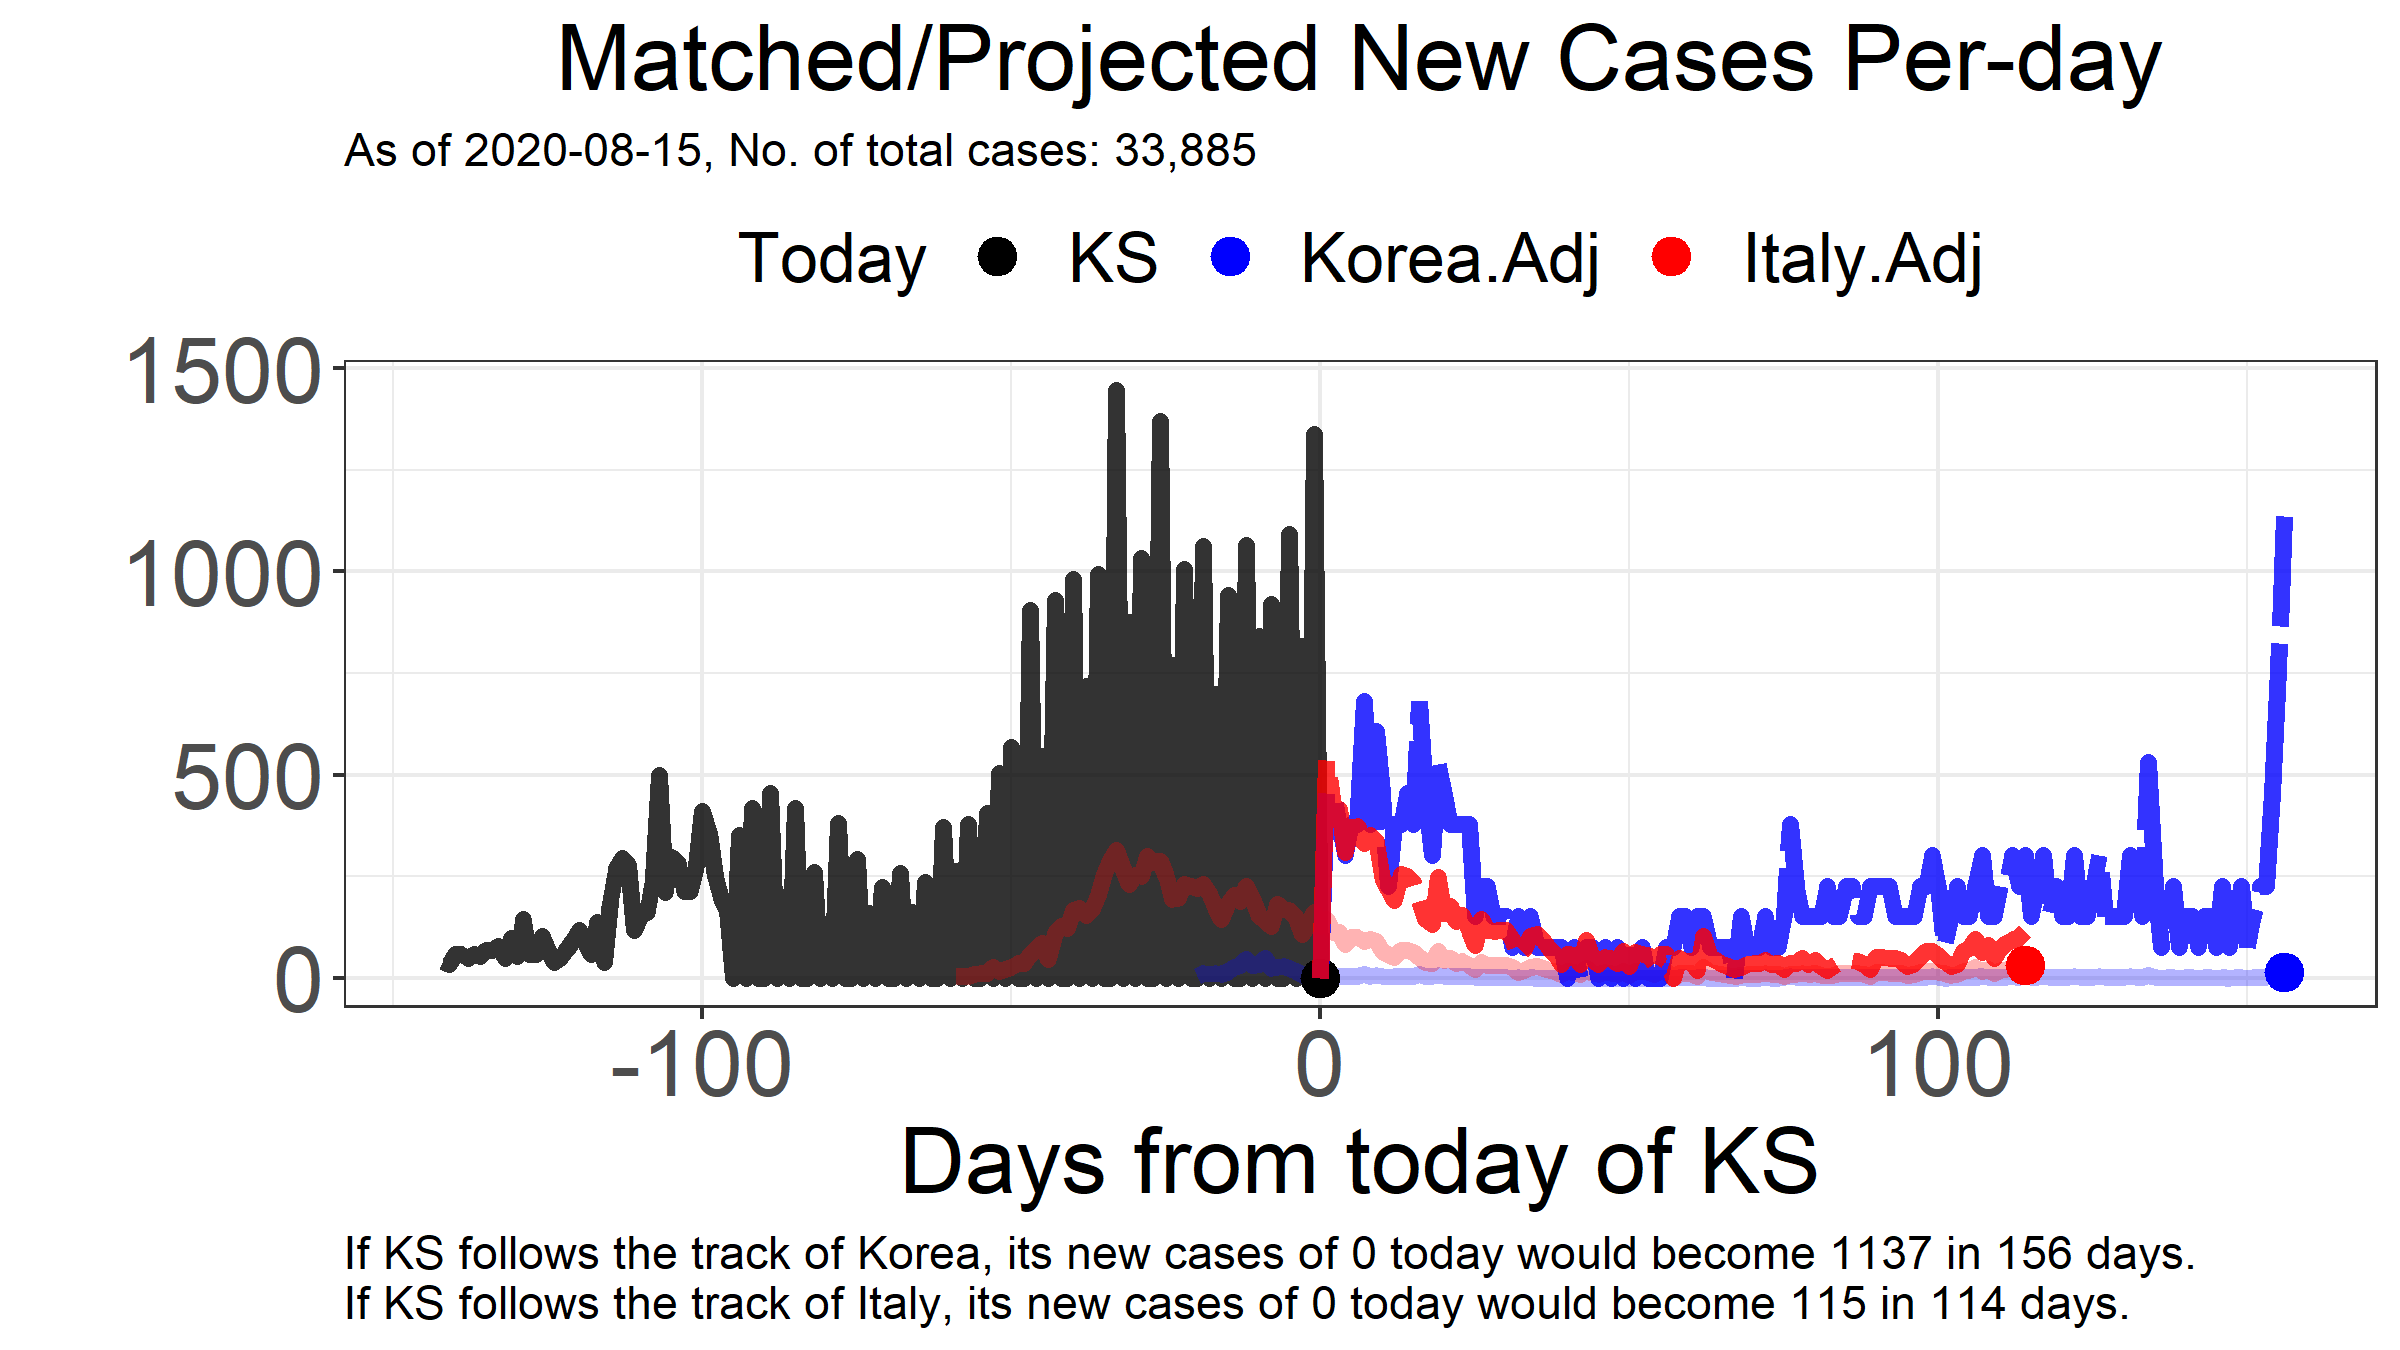 Matched/Projected New Cases Per-day
As of 2020-08-15, No. of total cases: 33,885
Today KS Korea.Adj Italy.Adj
1500
1000
500
0
-100 0 100
Days from today of KS
If KS follows the track of Korea, its new cases of 0 today would become 1137 in 156 days.
If KS follows the track of Italy, its new cases of 0 today would become 115 in 114 days.